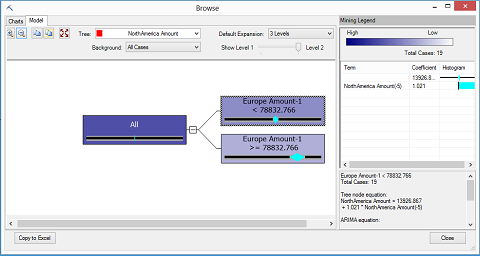 Browse
Charts
Model
Tree:
NorthAmerica Amount
Default Expansion:
3 Levels
Background:
All Cases
Show Level 1
Level 2
All
Europe Amount-1
< 78832.766
Europe Amount-1
>= 78832.766
Mining Legend
High
Low
Total Cases: 19
Term
Coefficient
Histogram
13926.8...
NorthAmerica Amount(-5)
1.021
Europe Amount-1 < 78832.766
Total Cases: 19
Tree node equation:
NorthAmerica Amount = 13926.867
+ 1.021 * NorthAmerica Amount(-5)
ARIMA equation:
Copy to Excel
Close